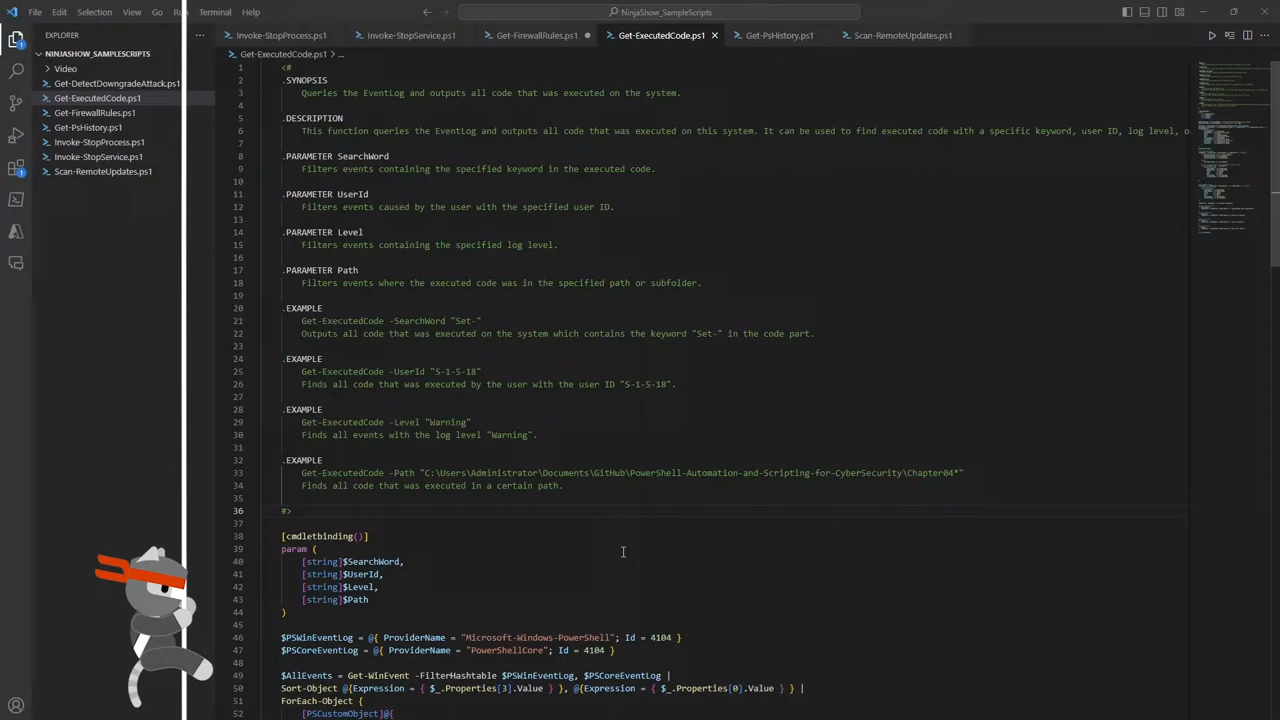 File Edit Selection View Go Run Terminal Help
NinjaShow_SampleScripts
EXPLORER
NINJASHOW_SAMPLESCRIPTS
Video
Get-DetectDowngradeAttack.ps1
Get-ExecutedCode.ps1
Get-FirewallRules.ps1
Get-PsHistory.ps1
Invoke-StopProcess.ps1
Invoke-StopService.ps1
Scan-RemoteUpdates.ps1
1
1
Invoke-StopProcess.ps1 Invoke-StopService.ps1 Get-FirewallRules.ps1 Get-ExecutedCode.ps1 Get-PsHistory.ps1 Scan-RemoteUpdates.ps1
Get-ExecutedCode.ps1 > ...
1 <#
2 .SYNOPSIS
3 Queries the EventLog and outputs all code that was executed on the system.
4
5 .DESCRIPTION
6 This function queries the EventLog and outputs all code that was executed on this system. It can be used to find executed code with a specific keyword, user ID, log level, o
7
8 .PARAMETER SearchWord
9 Filters events containing the specified keyword in the executed code.
10
11 .PARAMETER UserId
12 Filters events caused by the user with the specified user ID.
13
14 .PARAMETER Level
15 Filters events containing the specified log level.
16
17 .PARAMETER Path
18 Filters events where the executed code was in the specified path or subfolder.
19
20 .EXAMPLE
21 Get-ExecutedCode -SearchWord "Set-"
22 Outputs all code that was executed on the system which contains the keyword "Set-" in the code part.
23
24 .EXAMPLE
25 Get-ExecutedCode -UserId "S-1-5-18"
26 Finds all code that was executed by the user with the user ID "S-1-5-18".
27
28 .EXAMPLE
29 Get-ExecutedCode -Level "Warning"
30 Finds all events with the log level "Warning".
31
32 .EXAMPLE
33 Get-ExecutedCode -Path "C:\Users\Administrator\Documents\GitHub\PowerShell-Automation-and-Scripting-for-CyberSecurity\Chapter04*"
34 Finds all code that was executed in a certain path.
35
36 #>
37
38 [cmdletbinding()]
39 param (
40 [string]$SearchWord,
41 [string]$UserId,
42 [string]$Level,
43 [string]$Path
44 )
45
46 $PSWinEventLog = @{ ProviderName = "Microsoft-Windows-PowerShell"; Id = 4104 }
47 $PSCoreEventLog = @{ ProviderName = "PowerShellCore"; Id = 4104 }
48
49 $AllEvents = Get-WinEvent -FilterHashtable $PSWinEventLog, $PSCoreEventLog |
50 Sort-Object @{Expression = { $_.Properties[3].Value } }, @{Expression = { $_.Properties[0].Value } } |
51 ForEach-Object {
52 [PSCustomObject]@{